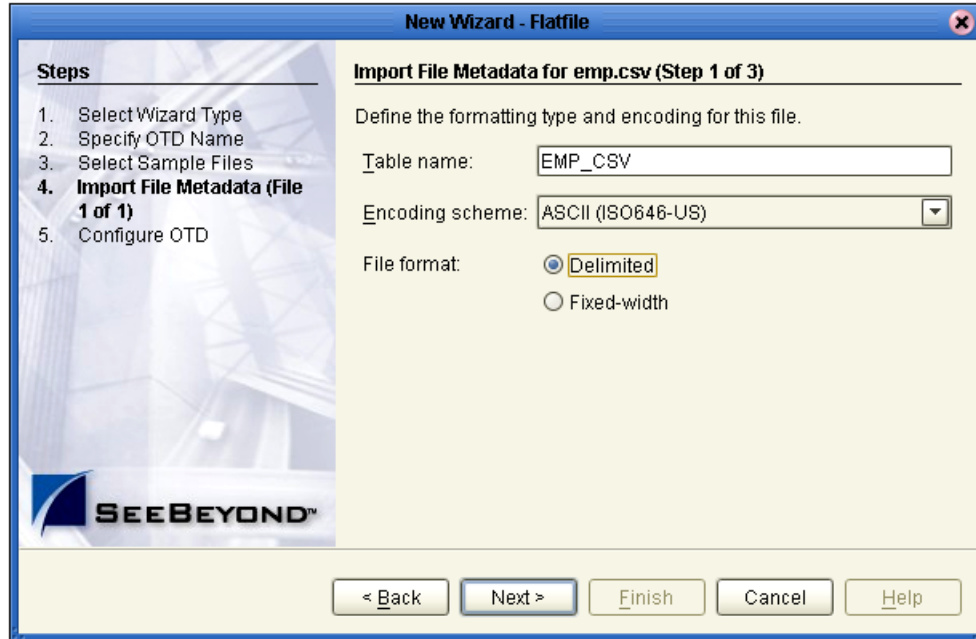 New Wizard - Flatfile
Steps
1. Select Wizard Type
2. Specify OTD Name
3. Select Sample Files
4. Import File Metadata (File
1 of 1)
5. Configure OTD
SEEBEYOND™
Import File Metadata for emp.csv (Step 1 of 3)
Define the formatting type and encoding for this file.
Table name: EMP_CSV
Encoding scheme: ASCII (ISO646-US)
File format: Delimited
Fixed-width
< Back Next > Finish Cancel Help